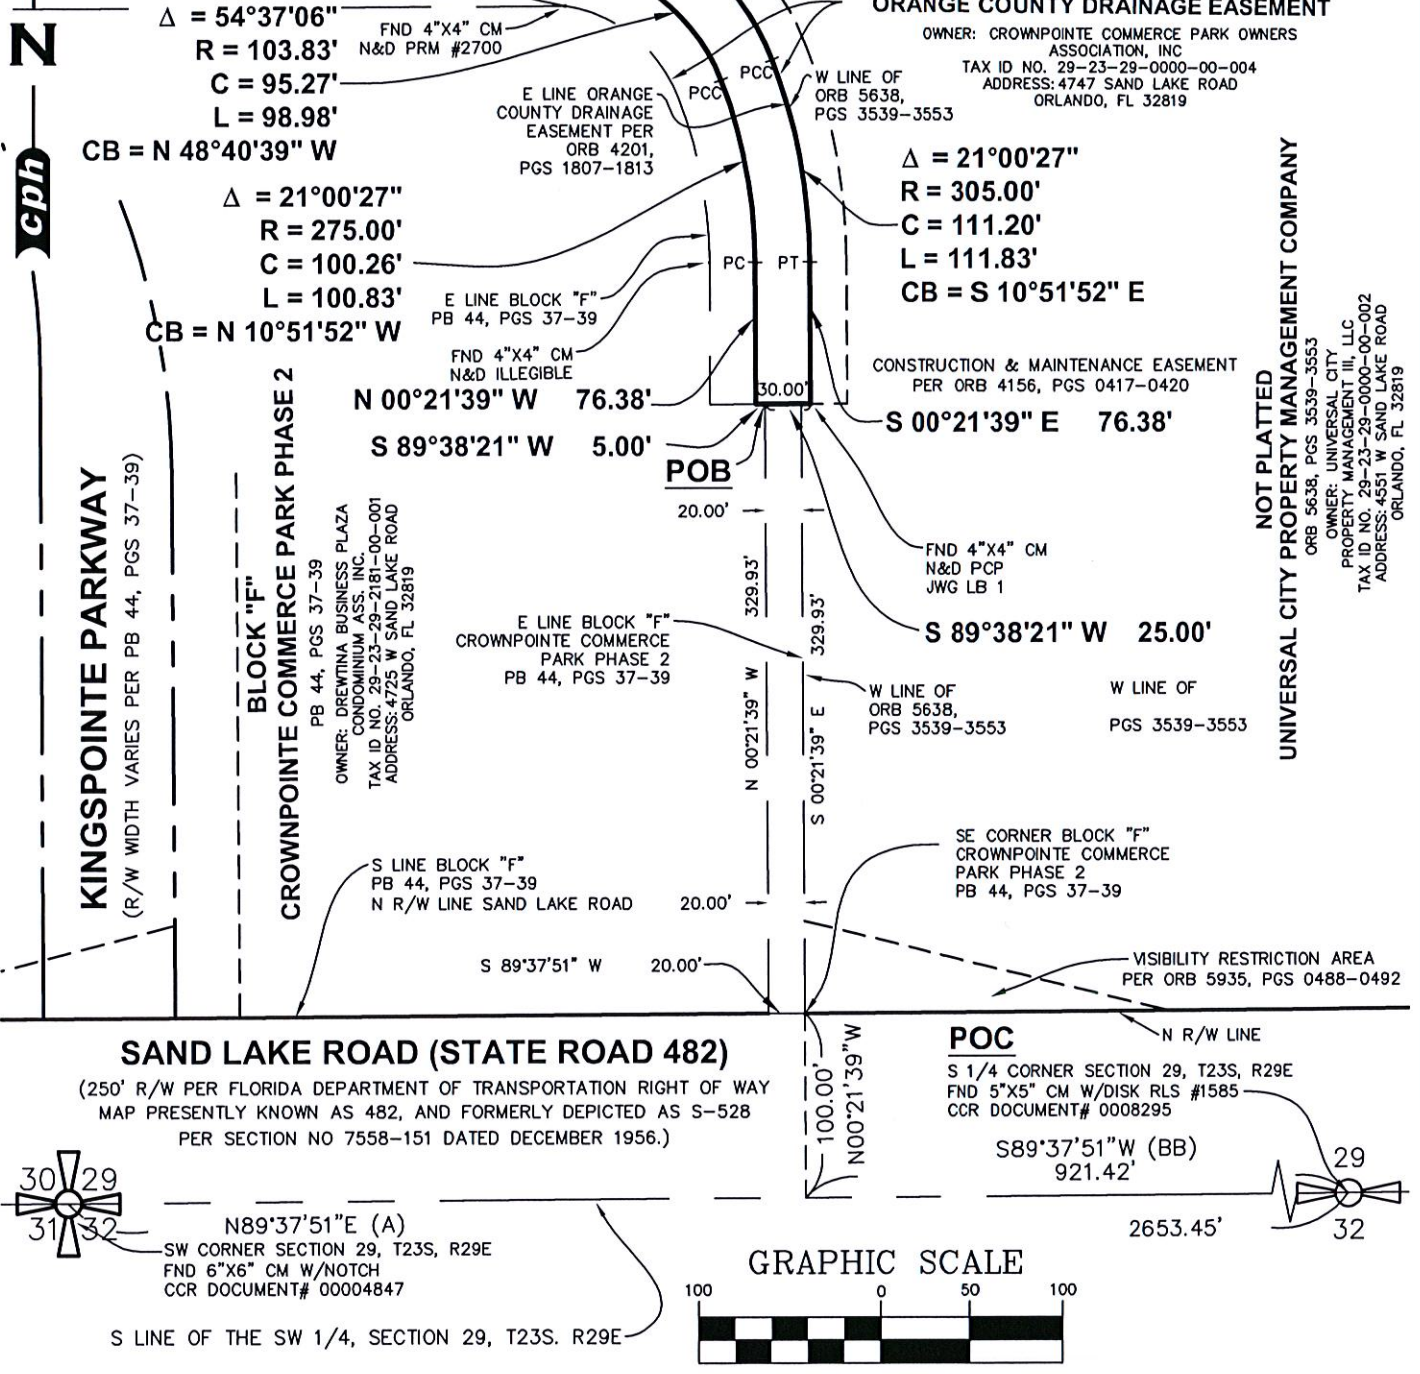 N
cph
Δ = 54°37'06"
R = 103.83'
C = 95.27'
L = 98.98'
CB = N 48°40'39" W
FND 4"X4" CM
N&D PRM #2700
ORANGE COUNTY DRAINAGE EASEMENT
OWNER: CROWNPOINTE COMMERCE PARK OWNERS
ASSOCIATION, INC
TAX ID NO. 29-23-29-0000-00-004
ADDRESS: 4747 SAND LAKE ROAD
ORLANDO, FL 32819
PCC
PCC
W LINE OF
ORB 5638,
PGS 3539-3553
E LINE ORANGE
COUNTY DRAINAGE
EASEMENT PER
ORB 4201,
PGS 1807-1813
Δ = 21°00'27"
R = 275.00'
C = 100.26'
L = 100.83'
CB = N 10°51'52" W
Δ = 21°00'27"
R = 305.00'
C = 111.20'
L = 111.83'
CB = S 10°51'52" E
PC
PT
E LINE BLOCK "F"
PB 44, PGS 37-39
FND 4"X4" CM
N&D ILLEGIBLE
N 00°21'39" W 76.38'
S 89°38'21" W 5.00'
30.00'
CONSTRUCTION & MAINTENANCE EASEMENT
PER ORB 4156, PGS 0417-0420
S 00°21'39" E 76.38'
POB
20.00'
FND 4"X4" CM
N&D PCP
JWG LB 1
S 89°38'21" W 25.00'
NOT PLATTED
UNIVERSAL CITY PROPERTY MANAGEMENT COMPANY
ORB 5638, PGS 3539-3553
OWNER: UNIVERSAL CITY
PROPERTY MANAGEMENT III, LLC
TAX ID NO. 29-23-29-0000-00-002
ADDRESS: 4551 W SAND LAKE ROAD
ORLANDO, FL 32819
KINGSPOINTE PARKWAY
(R/W WIDTH VARIES PER PB 44, PGS 37-39)
BLOCK "F"
CROWNPOINTE COMMERCE PARK PHASE 2
PB 44, PGS 37-39
OWNER: DREWTINA BUSINESS PLAZA
CONDOMINIUM ASS. INC.
TAX ID NO. 29-23-29-2181-00-001
ADDRESS: 4725 W SAND LAKE ROAD
ORLANDO, FL 32819
E LINE BLOCK "F"
CROWNPOINTE COMMERCE
PARK PHASE 2
PB 44, PGS 37-39
N 00°21'39" W 329.93'
S 00°21'39" E 329.93'
W LINE OF
ORB 5638,
PGS 3539-3553
W LINE OF
PGS 3539-3553
S LINE BLOCK "F"
PB 44, PGS 37-39
N R/W LINE SAND LAKE ROAD
20.00'
SE CORNER BLOCK "F"
CROWNPOINTE COMMERCE
PARK PHASE 2
PB 44, PGS 37-39
S 89°37'51" W 20.00'
VISIBILITY RESTRICTION AREA
PER ORB 5935, PGS 0488-0492
N R/W LINE
SAND LAKE ROAD (STATE ROAD 482)
(250' R/W PER FLORIDA DEPARTMENT OF TRANSPORTATION RIGHT OF WAY
MAP PRESENTLY KNOWN AS 482, AND FORMERLY DEPICTED AS S-528
PER SECTION NO 7558-151 DATED DECEMBER 1956.)
100.00'
N00°21'39"W
POC
S 1/4 CORNER SECTION 29, T23S, R29E
FND 5"X5" CM W/DISK RLS #1585
CCR DOCUMENT# 0008295
S89°37'51"W (BB)
921.42'
29
32
2653.45'
30 29
31 32
N89°37'51"E (A)
SW CORNER SECTION 29, T23S, R29E
FND 6"X6" CM W/NOTCH
CCR DOCUMENT# 00004847
S LINE OF THE SW 1/4, SECTION 29, T23S. R29E
GRAPHIC SCALE
100 0 50 100